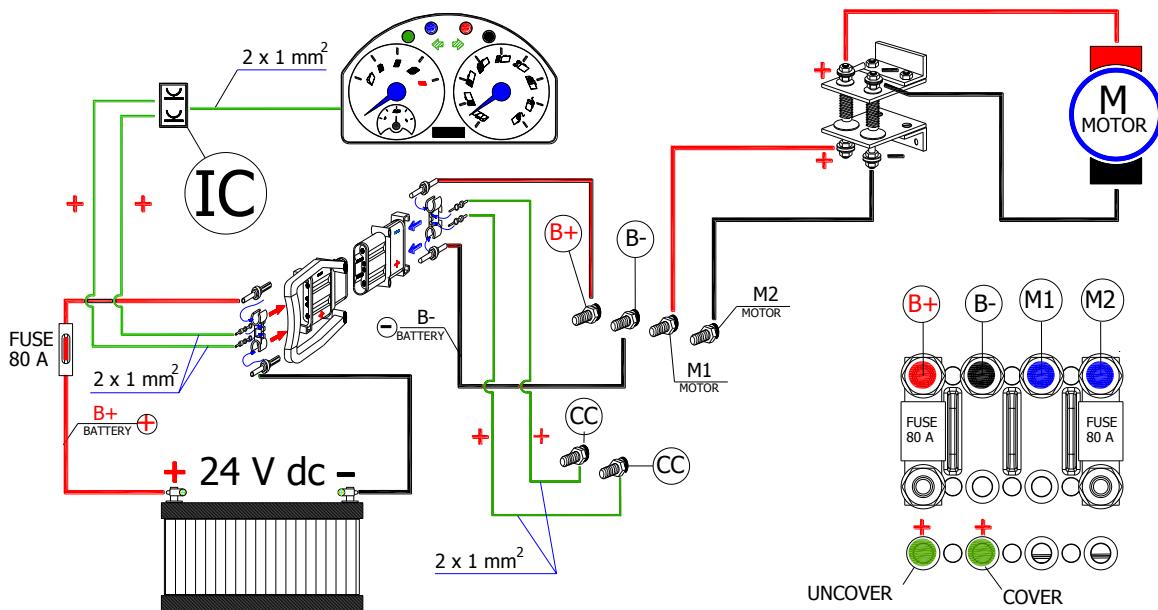 2 x 1 mm²
IC
+ +
FUSE
80 A
2 x 1 mm²
B+
BATTERY +
+ 24 V dc -
- B-
BATTERY
B+
B-
M2
MOTOR
M1
MOTOR
+ +
CC
CC
2 x 1 mm²
+ -
+ -
M
MOTOR
B+ B- M1 M2
FUSE
80 A
FUSE
80 A
+ +
UNCOVER
COVER